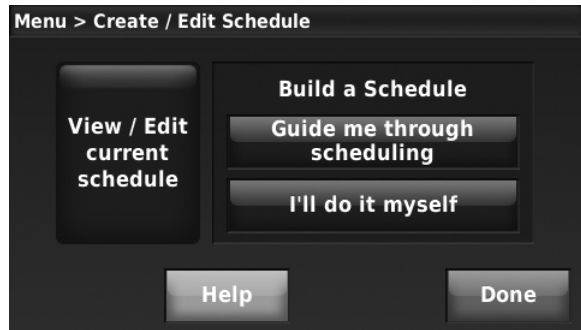 Menu > Create / Edit Schedule
View / Edit
current
schedule
Build a Schedule
Guide me through
scheduling
I'll do it myself
Help
Done